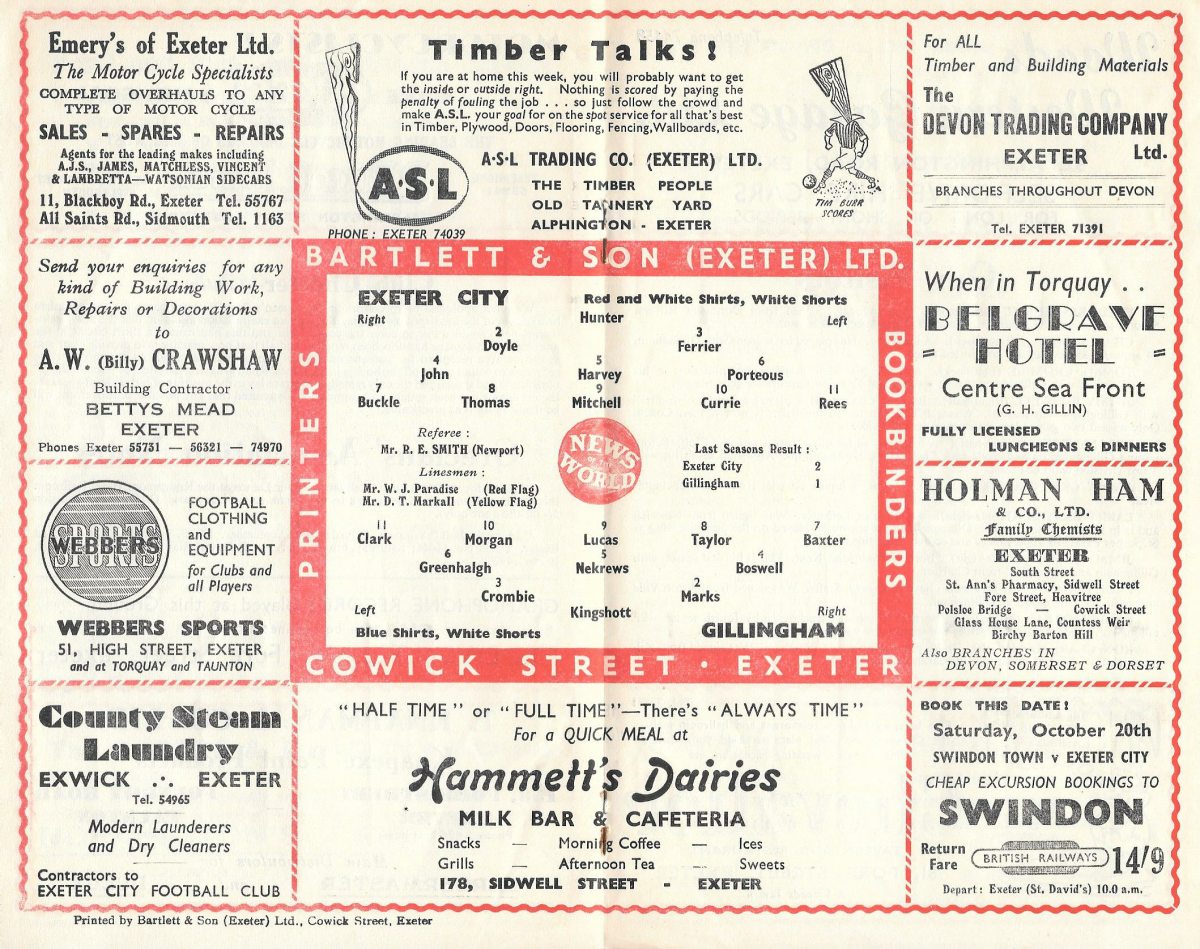 Emery's of Exeter Ltd.
The Motor Cycle Specialists
COMPLETE OVERHAULS TO ANY
TYPE OF MOTOR CYCLE
SALES - SPARES - REPAIRS
Agents for the leading makes including
A.J.S., JAMES, MATCHLESS, VINCENT
& LAMBRETTA—WATSONIAN SIDECARS
11, Blackboy Rd., Exeter Tel. 55767
All Saints Rd., Sidmouth Tel. 1163
Timber Talks!
If you are at home this week, you will probably want to get
the inside or outside right. Nothing is scored by paying the
penalty of fouling the job . . . so just follow the crowd and
make A.S.L. your goal for on the spot service for all that's best
in Timber, Plywood, Doors, Flooring, Fencing, Wallboards, etc.
A·S·L
PHONE: EXETER 74039
A·S·L TRADING CO. (EXETER) LTD.
THE TIMBER PEOPLE
OLD TANNERY YARD
ALPHINGTON - EXETER
TIM BURR
SCORES
For ALL
Timber and Building Materials
The
DEVON TRADING COMPANY
EXETER Ltd.
BRANCHES THROUGHOUT DEVON
Tel. EXETER 71391
Send your enquiries for any
kind of Building Work,
Repairs or Decorations
to
A. W. (Billy) CRAWSHAW
Building Contractor
BETTYS MEAD
EXETER
Phones Exeter 55731 — 56321 — 74970
BARTLETT & SON (EXETER) LTD.
PRINTERS
BOOKBINDERS
EXETER CITY Red and White Shirts, White Shorts
Right Hunter Left
2 3
Doyle Ferrier
4 5 6
John Harvey Porteous
7 8 9 10 11
Buckle Thomas Mitchell Currie Rees
Referee :
Mr. R. E. SMITH (Newport)
Linesmen :
Mr. W. J. Paradise (Red Flag)
Mr. D. T. Markall (Yellow Flag)
NEWS
OF THE
WORLD
Last Seasons Result :
Exeter City 2
Gillingham 1
11 10 9 8 7
Clark Morgan Lucas Taylor Baxter
6 5 4
Greenhalgh Nekrews Boswell
3 2
Crombie Marks
Left Kingshott Right
Blue Shirts, White Shorts GILLINGHAM
COWICK STREET · EXETER
When in Torquay . .
BELGRAVE
= HOTEL =
Centre Sea Front
(G. H. GILLIN)
FULLY LICENSED
LUNCHEONS & DINNERS
WEBBERS
SPORTS
FOOTBALL
CLOTHING
and
EQUIPMENT
for Clubs and
all Players
WEBBERS SPORTS
51, HIGH STREET, EXETER
and at TORQUAY and TAUNTON
HOLMAN HAM
& CO., LTD.
Family Chemists
EXETER
South Street
St. Ann's Pharmacy, Sidwell Street
Fore Street, Heavitree
Polsloe Bridge — Cowick Street
Glass House Lane, Countess Weir
Birchy Barton Hill
Also BRANCHES IN
DEVON, SOMERSET & DORSET
County Steam
Laundry
EXWICK .·. EXETER
Tel. 54965
Modern Launderers
and Dry Cleaners
Contractors to
EXETER CITY FOOTBALL CLUB
"HALF TIME" or "FULL TIME"—There's "ALWAYS TIME"
For a QUICK MEAL at
Hammett's Dairies
MILK BAR & CAFETERIA
Snacks — Morning Coffee — Ices
Grills — Afternoon Tea — Sweets
178, SIDWELL STREET - EXETER
BOOK THIS DATE!
Saturday, October 20th
SWINDON TOWN v EXETER CITY
CHEAP EXCURSION BOOKINGS TO
SWINDON
Return
Fare BRITISH RAILWAYS 14/9
Depart: Exeter (St. David's) 10.0 a.m.
Printed by Bartlett & Son (Exeter) Ltd., Cowick Street, Exeter